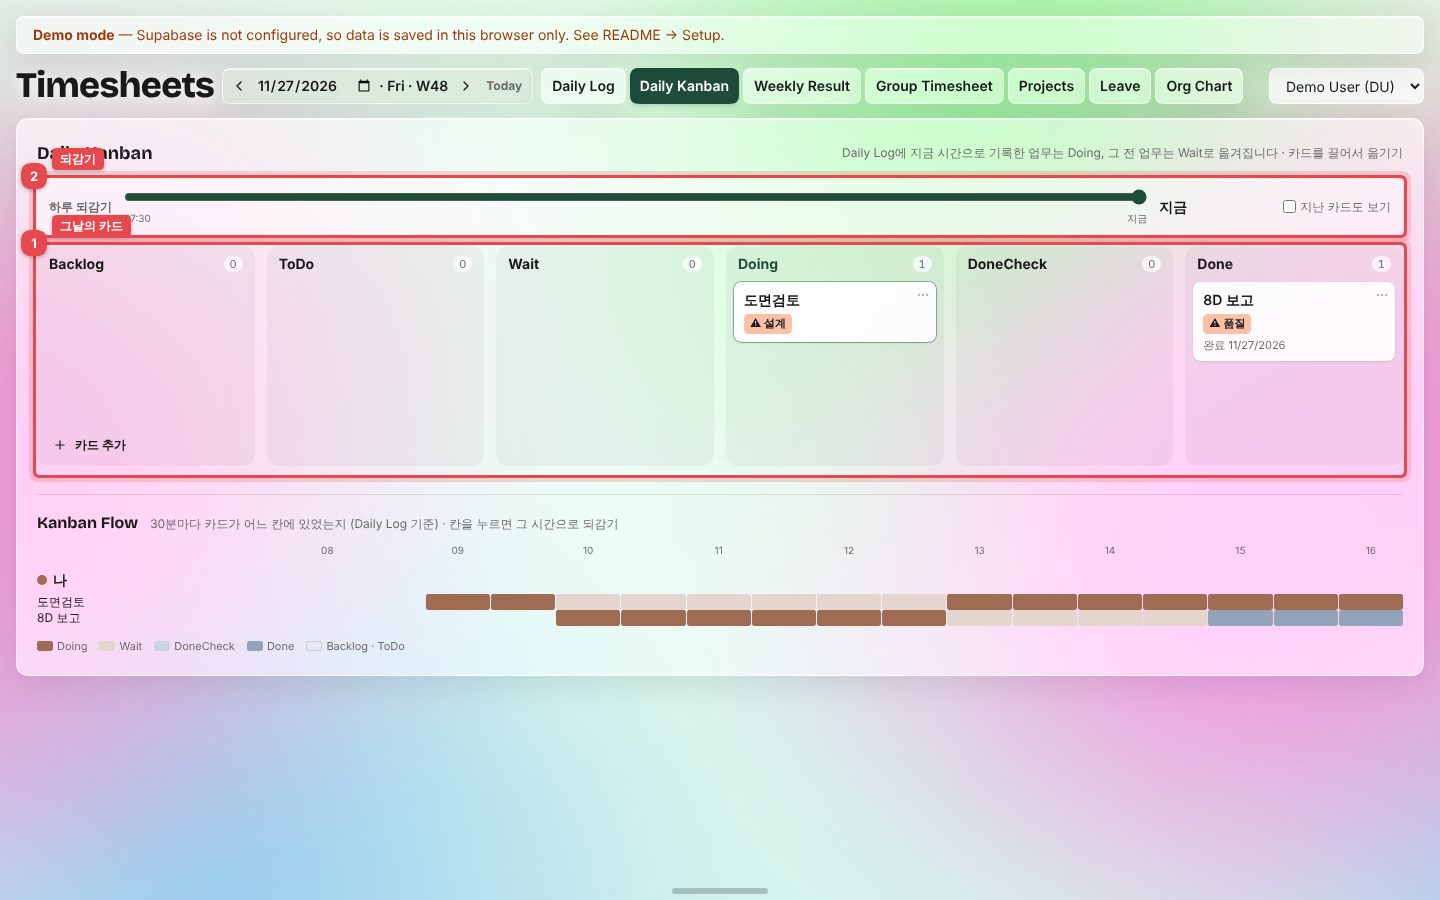 Demo mode — Supabase is not configured, so data is saved in this browser only. See README → Setup.
Timesheets
11/27/2026 · Fri · W48 Today
Daily Log Daily Kanban Weekly Result Group Timesheet Projects Leave Org Chart
Demo User (DU)
Daily Kanban
Daily Log에 지금 시간으로 기록한 업무는 Doing, 그 전 업무는 Wait로 옮겨집니다 · 카드를 끌어서 옮기기
되감기
2
하루 되감기
7:30
지금
지금
지난 카드도 보기
그날의 카드
1
Backlog 0
ToDo 0
Wait 0
Doing 1
DoneCheck 0
Done 1
도면검토 ···
⚠ 설계
8D 보고 ···
⚠ 품질
완료 11/27/2026
+ 카드 추가
Kanban Flow 30분마다 카드가 어느 칸에 있었는지 (Daily Log 기준) · 칸을 누르면 그 시간으로 되감기
08 09 10 11 12 13 14 15 16
나
도면검토
8D 보고
Doing Wait DoneCheck Done Backlog · ToDo